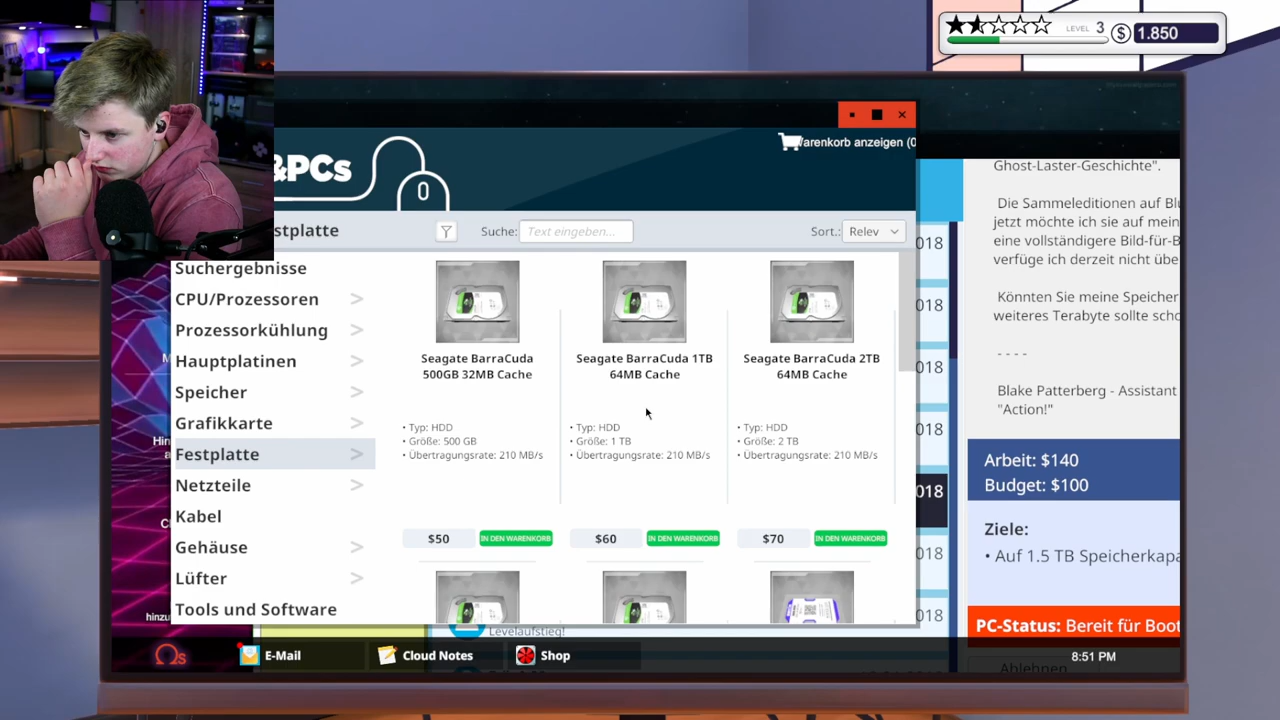 LEVEL 3 $ 1.850
&PCs
Warenkorb anzeigen (0
stplatte
Suche: Text eingeben...
Sort.: Relev
Suchergebnisse
CPU/Prozessoren >
Prozessorkühlung >
Hauptplatinen >
Speicher >
Grafikkarte >
Festplatte >
Netzteile >
Kabel
Gehäuse >
Lüfter >
Tools und Software
Seagate BarraCuda
500GB 32MB Cache
• Typ: HDD
• Größe: 500 GB
• Übertragungsrate: 210 MB/s
$50 IN DEN WARENKORB
Seagate BarraCuda 1TB
64MB Cache
• Typ: HDD
• Größe: 1 TB
• Übertragungsrate: 210 MB/s
$60 IN DEN WARENKORB
Seagate BarraCuda 2TB
64MB Cache
• Typ: HDD
• Größe: 2 TB
• Übertragungsrate: 210 MB/s
$70 IN DEN WARENKORB
Levelaufstieg!
018
018
018
018
018
018
018
Ghost-Laster-Geschichte".
Die Sammeleditionen auf Bl
jetzt möchte ich sie auf mein
eine vollständigere Bild-für-B
verfüge ich derzeit nicht übe
Könnten Sie meine Speicher
weiteres Terabyte sollte scho
- - - -
Blake Patterberg - Assistant
"Action!"
Arbeit: $140
Budget: $100
Ziele:
• Auf 1.5 TB Speicherkapa
PC-Status: Bereit für Boot
Ablehnen
hinzu
Os E-Mail Cloud Notes Shop 8:51 PM